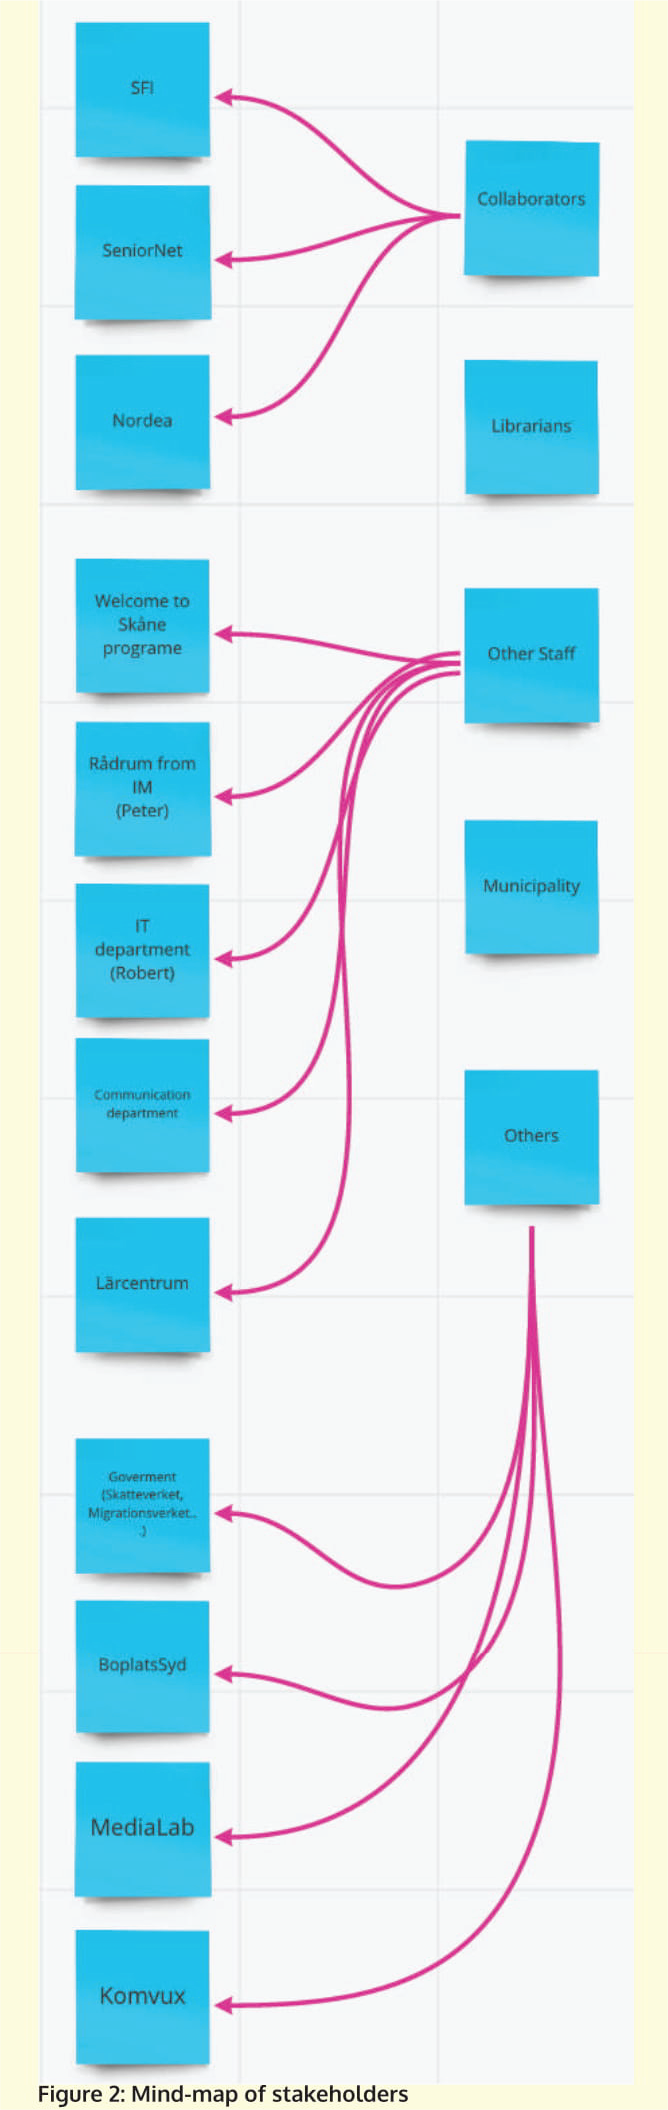 SFI
Collaborators
SeniorNet
Nordea
Librarians
Welcome to
Skåne
programe
Other Staff
Rådrum from
IM
(Peter)
Municipality
IT
department
(Robert)
Communication
department
Others
Lärcentrum
Goverment
(Skatteverket,
Migrationsverket..
.)
BoplatsSyd
MediaLab
Komvux
Figure 2: Mind-map of stakeholders